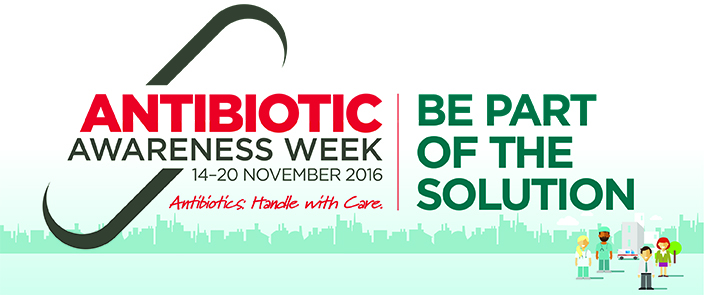 ANTIBIOTIC
AWARENESS WEEK
14–20 NOVEMBER 2016
Antibiotics: Handle with Care.
BE PART
OF THE
SOLUTION